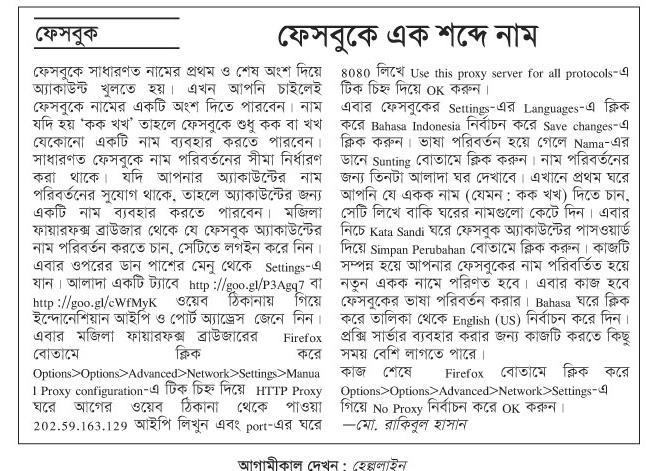 ফেসবুক
ফেসবুকে এক শব্দে নাম
ফেসবুকে সাধারণত নামের প্রথম ও শেষ অংশ দিয়ে
অ্যাকাউন্ট খুলতে হয়। এখন আপনি চাইলেই
ফেসবুকে নামের একটি অংশ দিতে পারবেন। নাম
যদি হয় ‘কক খখ’ তাহলে ফেসবুকে শুধু কক বা খখ
যেকোনো একটি নাম ব্যবহার করতে পারবেন।
সাধারণত ফেসবুকে নাম পরিবর্তনের সীমা নির্ধারণ
করা থাকে। যদি আপনার অ্যাকাউন্টের নাম
পরিবর্তনের সুযোগ থাকে, তাহলে অ্যাকাউন্টের জন্য
একটি নাম ব্যবহার করতে পারবেন। মজিলা
ফায়ারফক্স ব্রাউজার থেকে যে ফেসবুক অ্যাকাউন্টের
নাম পরিবর্তন করতে চান, সেটিতে লগইন করে নিন।
এবার ওপরের ডান পাশের মেনু থেকে Settings-এ
যান। আলাদা একটি ট্যাবে http://goo.gl/P3Agq7 বা
http://goo.gl/cWfMyK ওয়েব ঠিকানায় গিয়ে
ইন্দোনেশিয়ান আইপি ও পোর্ট অ্যাড্রেস জেনে নিন।
এবার মজিলা ফায়ারফক্স ব্রাউজারের Firefox
বোতামে ক্লিক করে
Options>Options>Advanced>Network>Settings>Manua
l Proxy configuration-এ টিক চিহ্ন দিয়ে HTTP Proxy
ঘরে আগের ওয়েব ঠিকানা থেকে পাওয়া
202.59.163.129 আইপি লিখুন এবং port-এর ঘরে
8080 লিখে Use this proxy server for all protocols-এ
টিক চিহ্ন দিয়ে OK করুন।
এবার ফেসবুকের Settings-এর Languages-এ ক্লিক
করে Bahasa Indonesia নির্বাচন করে Save changes-এ
ক্লিক করুন। ভাষা পরিবর্তন হয়ে গেলে Nama-এর
ডানে Sunting বোতামে ক্লিক করুন। নাম পরিবর্তনের
জন্য তিনটা আলাদা ঘর দেখাবে। এখানে প্রথম ঘরে
আপনি যে একক নাম (যেমন : কক খখ) দিতে চান,
সেটি লিখে বাকি ঘরের নামগুলো কেটে দিন। এবার
নিচে Kata Sandi ঘরে ফেসবুক অ্যাকাউন্টের পাসওয়ার্ড
দিয়ে Simpan Perubahan বোতামে ক্লিক করুন। কাজটি
সম্পন্ন হয়ে আপনার ফেসবুকের নাম পরিবর্তিত হয়ে
নতুন একক নামে পরিণত হবে। এবার কাজ হবে
ফেসবুকের ভাষা পরিবর্তন করার। Bahasa ঘরে ক্লিক
করে তালিকা থেকে English (US) নির্বাচন করে দিন।
প্রক্সি সার্ভার ব্যবহার করার জন্য কাজটি করতে কিছু
সময় বেশি লাগতে পারে।
কাজ শেষে Firefox বোতামে ক্লিক করে
Options>Options>Advanced>Network>Settings-এ
গিয়ে No Proxy নির্বাচন করে OK করুন।
—মো. রাকিবুল হাসান
আগামীকাল দেখুন : হেল্পলাইন